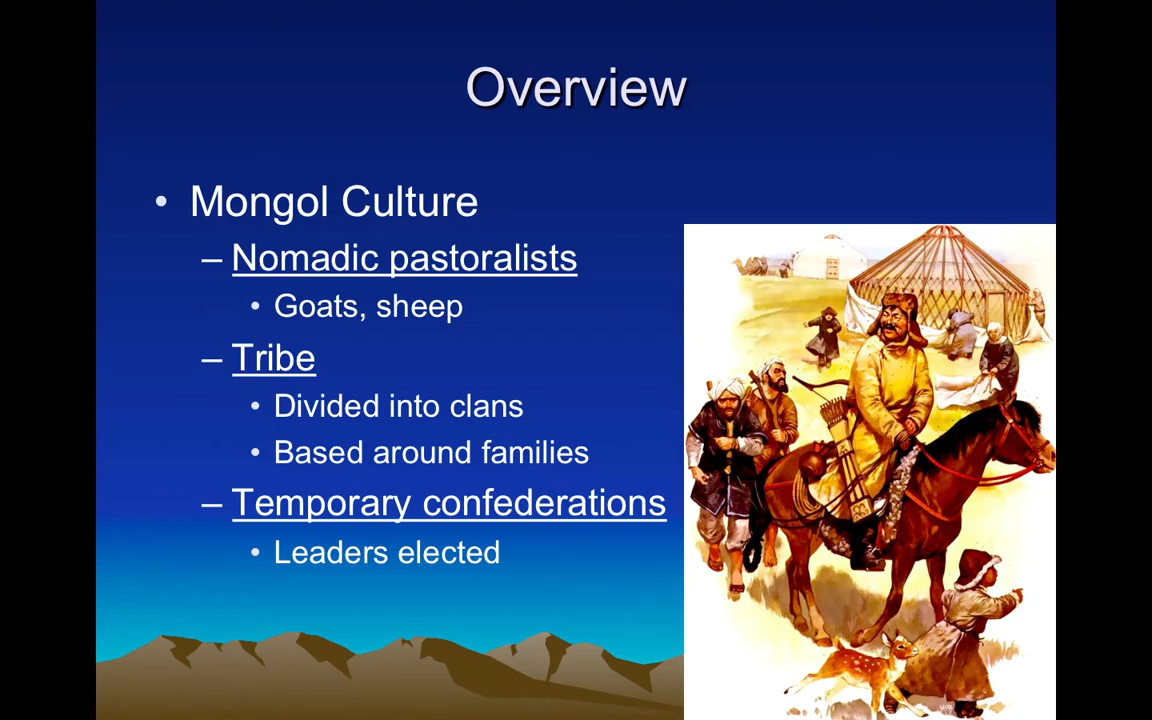 Overview
• Mongol Culture
– Nomadic pastoralists
• Goats, sheep
– Tribe
• Divided into clans
• Based around families
– Temporary confederations
• Leaders elected